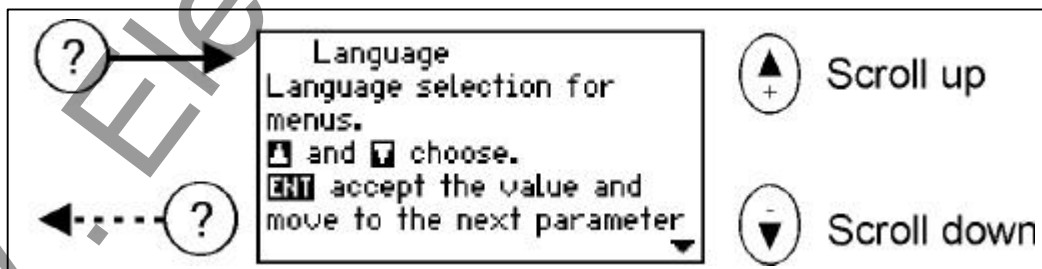 ?
Language
Language selection for
menus.
and choose.
ENT accept the value and
move to the next parameter
?
+
Scroll up
-
Scroll down
Ele